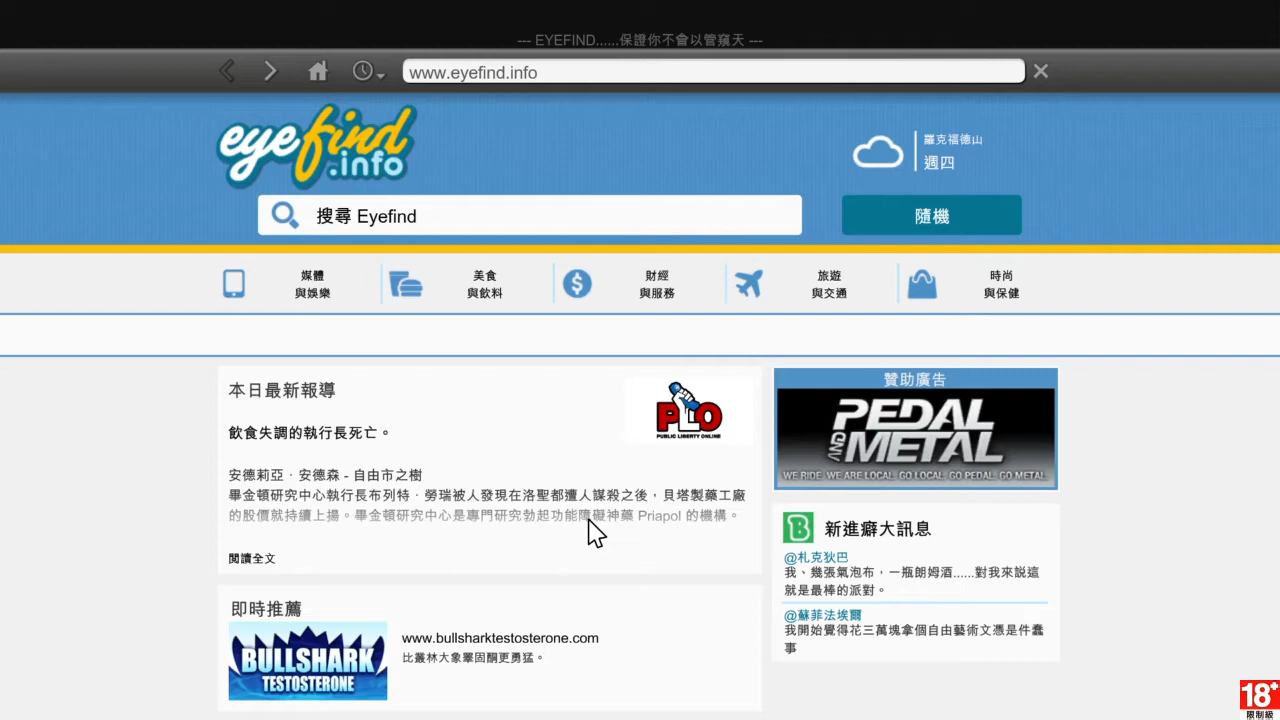 --- EYEFIND......保證你不會以管窺天 ---
www.eyefind.info
eyefind
.info
羅克福德山
週四
搜尋 Eyefind
隨機
媒體
與娛樂
美食
與飲料
財經
與服務
旅遊
與交通
時尚
與保健
本日最新報導
PLO
PUBLIC LIBERTY ONLINE
飲食失調的執行長死亡。
安德莉亞．安德森 - 自由市之樹
畢金頓研究中心執行長布列特．勞瑞被人發現在洛聖都遭人謀殺之後，貝塔製藥工廠
的股價就持續上揚。畢金頓研究中心是專門研究勃起功能障礙神藥 Priapol 的機構。
閱讀全文
即時推薦
BULLSHARK
TESTOSTERONE
www.bullsharktestosterone.com
比叢林大象睪固酮更勇猛。
贊助廣告
PEDAL
AND METAL
WE RIDE. WE ARE LOCAL. GO LOCAL. GO PEDAL. GO METAL.
新進癖大訊息
@札克狄巴
我、幾張氣泡布，一瓶朗姆酒......對我來說這
就是最棒的派對。
@蘇菲法埃爾
我開始覺得花三萬塊拿個自由藝術文憑是件蠢
事
18+
限制級